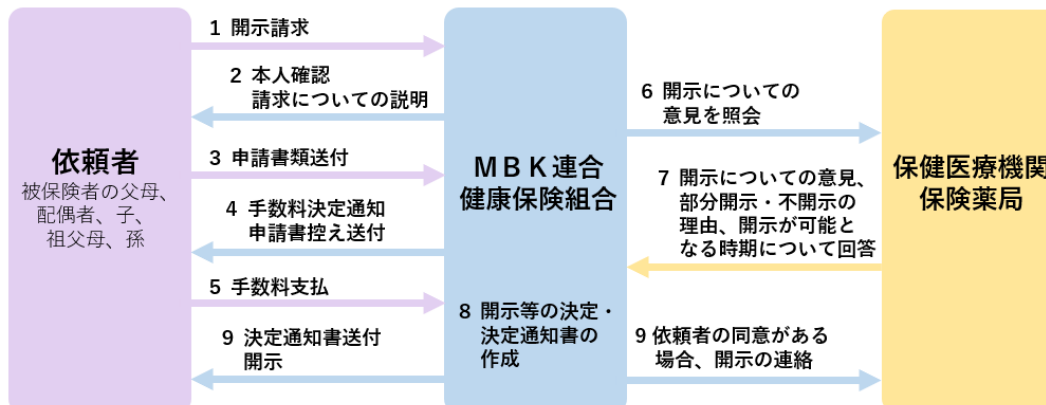 依頼者
被保険者の父母、
配偶者、子、
祖父母、孫
1 開示請求
2 本人確認
請求についての説明
3 申請書類送付
4 手数料決定通知
申請書控え送付
5 手数料支払
9 決定通知書送付
開示
ＭＢＫ連合
健康保険組合
8 開示等の決定・
決定通知書の
作成
6 開示についての
意見を照会
7 開示についての意見、
部分開示・不開示の
理由、開示が可能と
なる時期について回答
9 依頼者の同意がある
場合、開示の連絡
保健医療機関
保険薬局